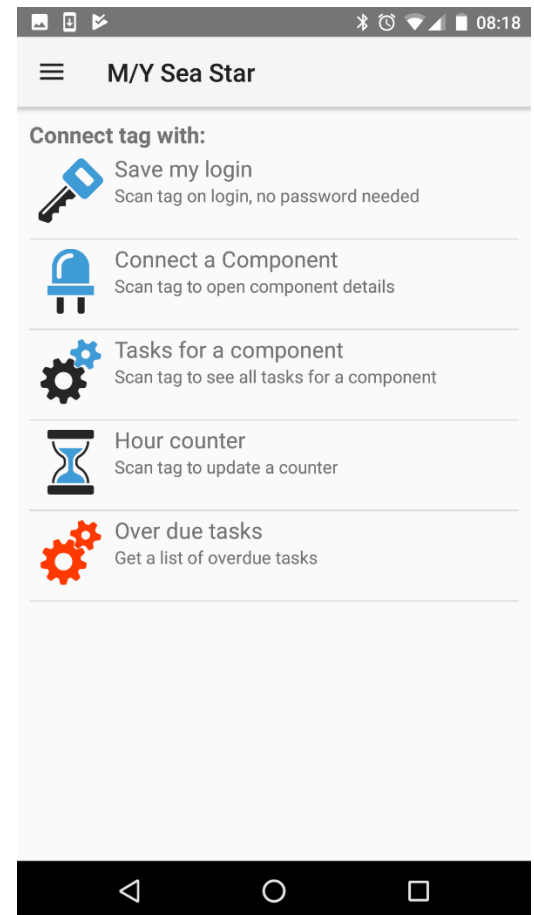 08:18
M/Y Sea Star
Connect tag with:
Save my login
Scan tag on login, no password needed
Connect a Component
Scan tag to open component details
Tasks for a component
Scan tag to see all tasks for a component
Hour counter
Scan tag to update a counter
Over due tasks
Get a list of overdue tasks